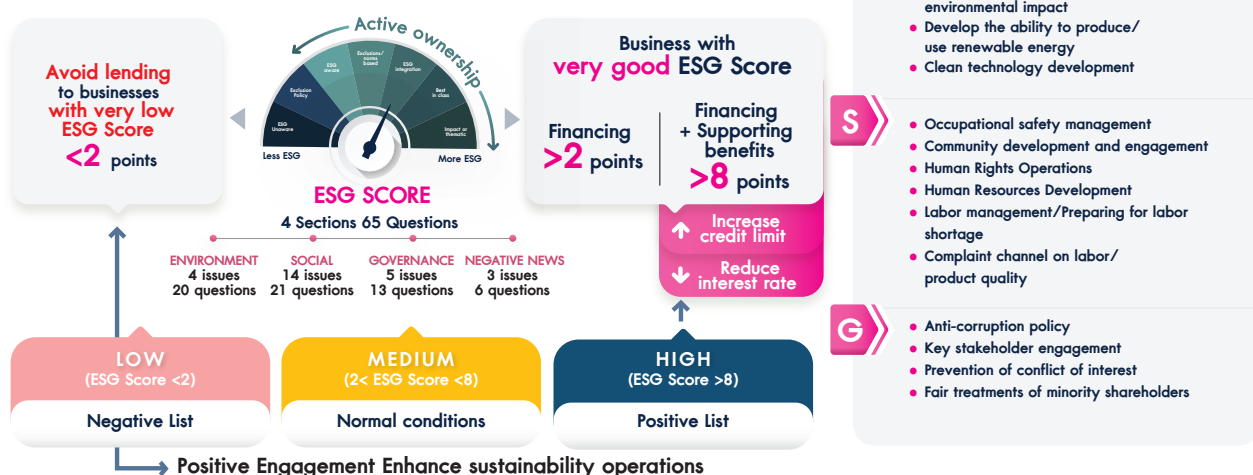 Avoid lending
to businesses
with very low
ESG Score
<2 points
Active ownership
ESG
Unaware
Exclusion
Policy
ESG
aware
Exclusions/
norms
based
ESG
integration
Best
in class
Impact or
thematic
Less ESG
More ESG
ESG SCORE
4 Sections 65 Questions
ENVIRONMENT
4 issues
20 questions
SOCIAL
14 issues
21 questions
GOVERNANCE
5 issues
13 questions
NEGATIVE NEWS
3 issues
6 questions
Business with
very good ESG Score
Financing
>2 points
Financing
+ Supporting
benefits
>8 points
Increase
credit limit
Reduce
interest rate
LOW
(ESG Score <2)
Negative List
MEDIUM
(2< ESG Score <8)
Normal conditions
HIGH
(ESG Score >8)
Positive List
Positive Engagement Enhance sustainability operations
environmental impact
• Develop the ability to produce/
use renewable energy
• Clean technology development
S
• Occupational safety management
• Community development and engagement
• Human Rights Operations
• Human Resources Development
• Labor management/Preparing for labor
shortage
• Complaint channel on labor/
product quality
G
• Anti-corruption policy
• Key stakeholder engagement
• Prevention of conflict of interest
• Fair treatments of minority shareholders